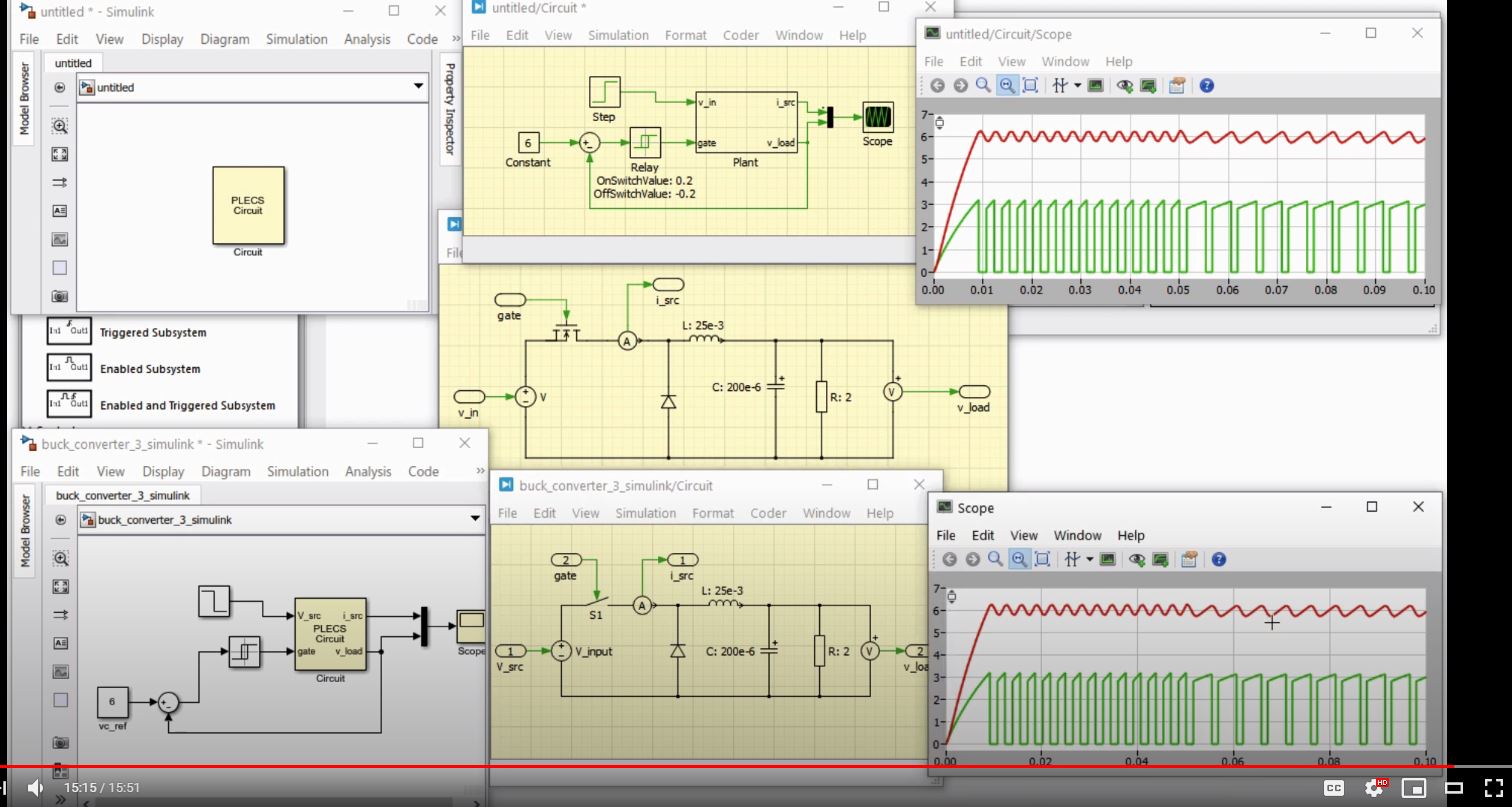 untitled * - Simulink
File Edit View Display Diagram Simulation Analysis Code »
Model Browser
untitled
untitled
Property Inspector
PLECS
Circuit
Circuit
untitled/Circuit *
File Edit View Simulation Format Coder Window Help
Step
6
Constant
+
-
Relay
OnSwitchValue: 0.2
OffSwitchValue: -0.2
v_in
gate
i_src
v_load
Plant
Scope
untitled/Circuit/Scope
File Edit View Window Help
7
6
5
4
3
2
1
0
0.00 0.01 0.02 0.03 0.04 0.05 0.06 0.07 0.08 0.09 0.10
File
gate
i_src
A
L: 25e-3
v_in
V
C: 200e-6
R: 2
V
v_load
In1 Out1 Triggered Subsystem
In1 Out1 Enabled Subsystem
In1 Out1 Enabled and Triggered Subsystem
buck_converter_3_simulink * - Simulink
File Edit View Display Diagram Simulation Analysis Code »
Model Browser
buck_converter_3_simulink
buck_converter_3_simulink
V_src i_src
PLECS
Circuit
gate v_load
Circuit
Scope
6
vc_ref
buck_converter_3_simulink/Circuit
File Edit View Simulation Format Coder Window Help
2
gate
1
i_src
S1
A
L: 25e-3
1
V_src
V_input
C: 200e-6
R: 2
V
2
v_loa
Scope
File Edit View Window Help
7
6
5
4
3
2
1
0
0.00 0.02 0.04 0.06 0.08 0.10
15:15 / 15:51
CC
HD